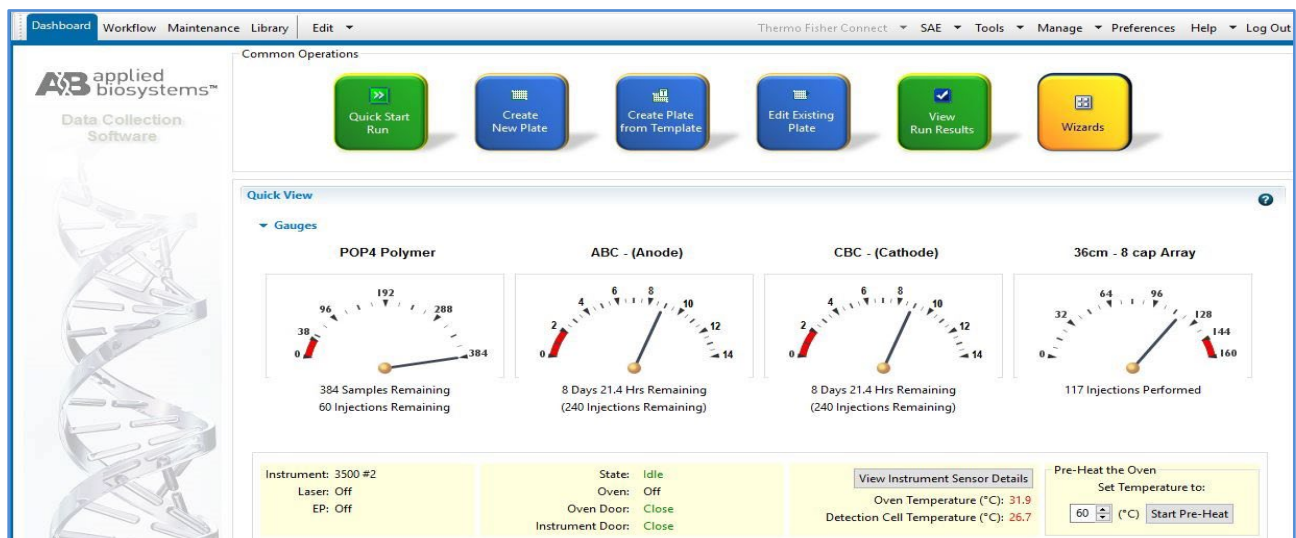 Dashboard Workflow Maintenance Library Edit Thermo Fisher Connect SAE Tools Manage Preferences Help Log Out
Common Operations
AB applied
biosystems™
Data Collection
Software
Quick Start
Run
Create
New Plate
Create Plate
from Template
Edit Existing
Plate
View
Run Results
Wizards
Quick View
?
Gauges
POP4 Polymer
0 38 96 192 288 384
384 Samples Remaining
60 Injections Remaining
ABC - (Anode)
0 2 4 6 8 10 12 14
8 Days 21.4 Hrs Remaining
(240 Injections Remaining)
CBC - (Cathode)
0 2 4 6 8 10 12 14
8 Days 21.4 Hrs Remaining
(240 Injections Remaining)
36cm - 8 cap Array
0 32 64 96 128 144 160
117 Injections Performed
Instrument: 3500 #2
Laser: Off
EP: Off
State: Idle
Oven: Off
Oven Door: Close
Instrument Door: Close
View Instrument Sensor Details
Oven Temperature (°C): 31.9
Detection Cell Temperature (°C): 26.7
Pre-Heat the Oven
Set Temperature to:
60 (°C) Start Pre-Heat